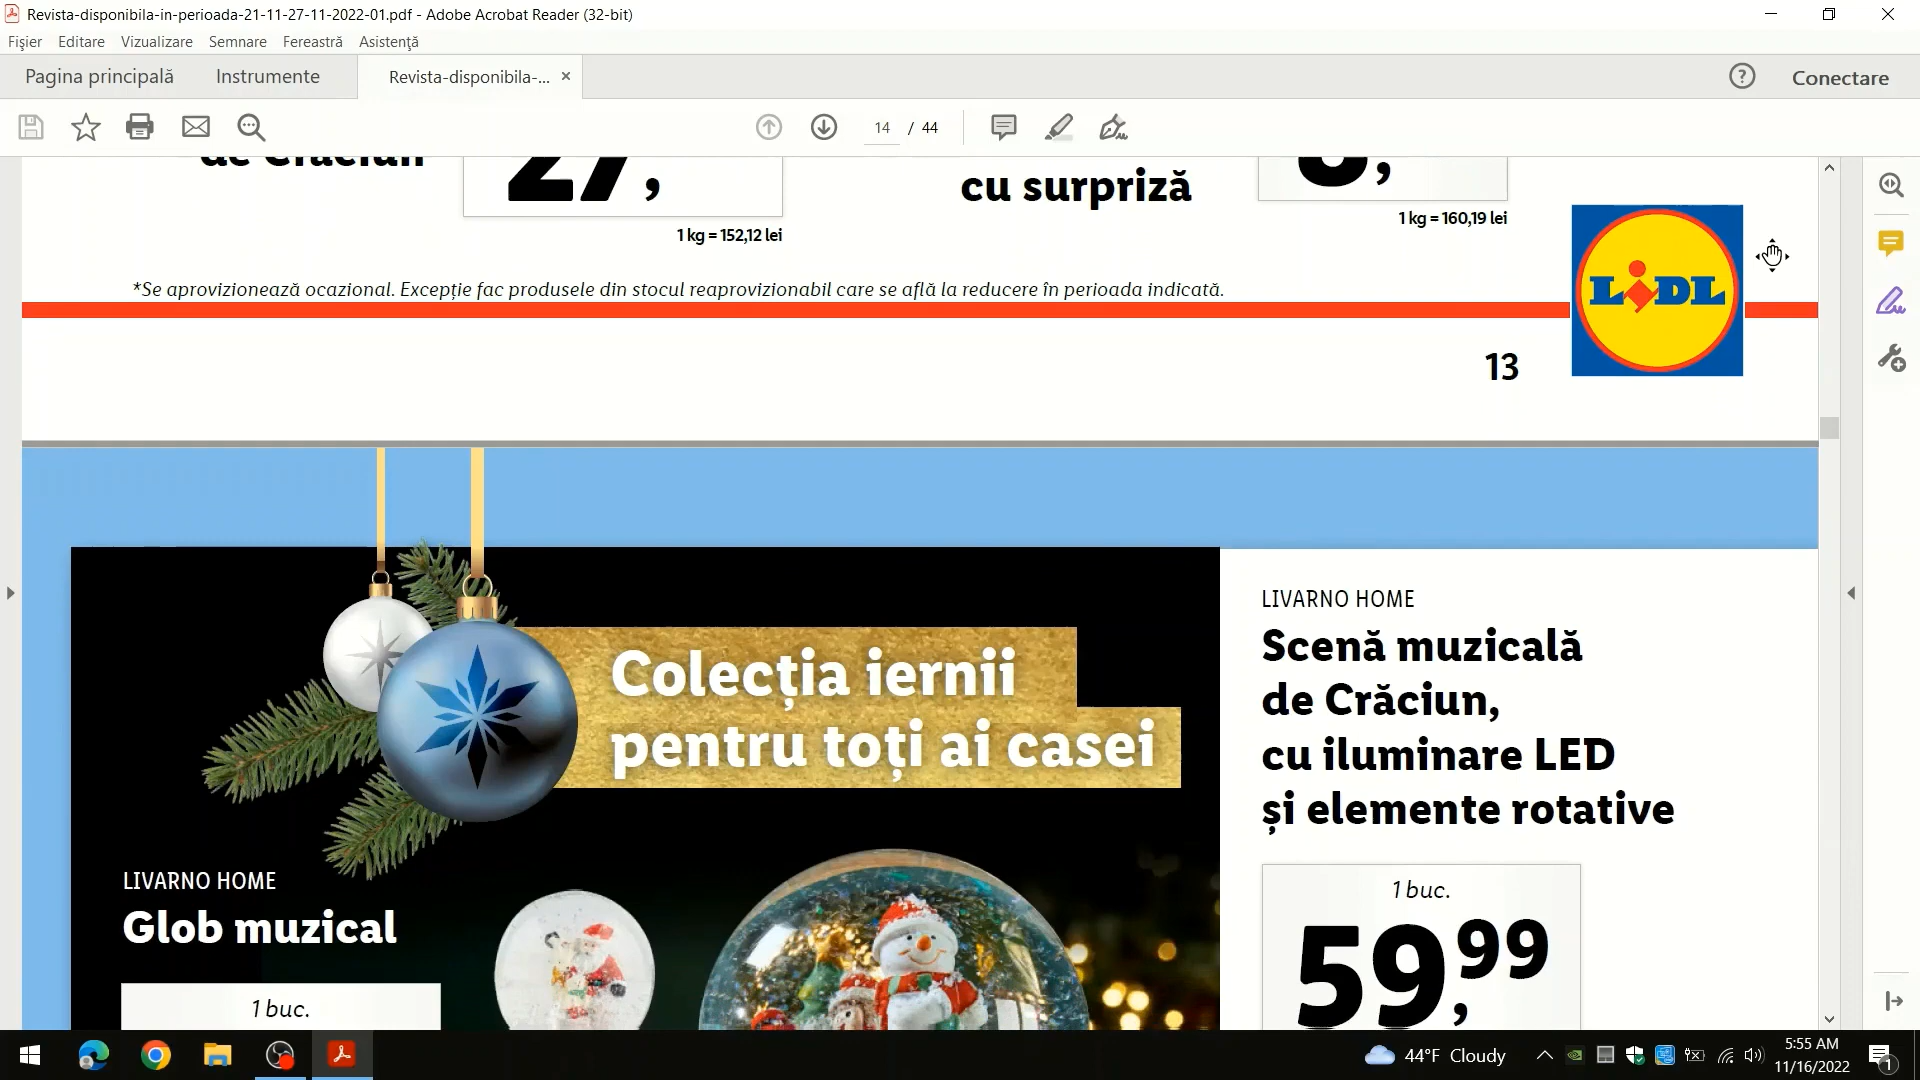 Revista-disponibila-in-perioada-21-11-27-11-2022-01.pdf - Adobe Acrobat Reader (32-bit)
Fișier Editare Vizualizare Semnare Fereastră Asistență
Pagina principală Instrumente Revista-disponibila-... × Conectare
14 / 44
de Crăciun
27,
cu surpriză
1 kg = 152,12 lei
1 kg = 160,19 lei
*Se aprovizionează ocazional. Excepție fac produsele din stocul reaprovizionabil care se află la reducere în perioada indicată.
LIDL
13
Colecția iernii
pentru toți ai casei
LIVARNO HOME
Scenă muzicală
de Crăciun,
cu iluminare LED
și elemente rotative
1 buc.
59,99
LIVARNO HOME
Glob muzical
1 buc.
44°F Cloudy
5:55 AM
11/16/2022
1